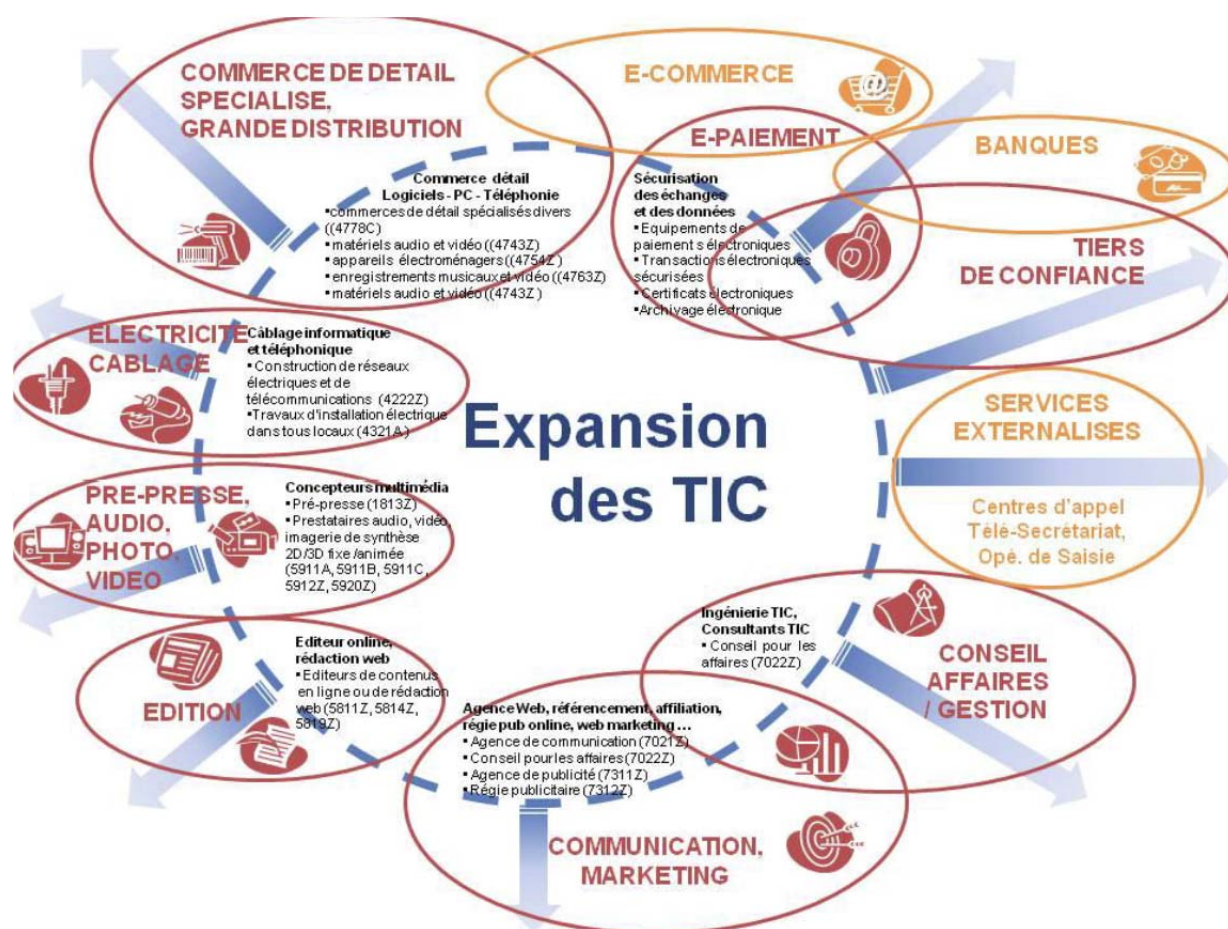 COMMERCE DE DETAIL
SPECIALISE,
GRANDE DISTRIBUTION
Commerce détail
Logiciels - PC - Téléphonie
▪commerces de détail spécialisés divers
((4778C)
▪matériels audio et vidéo ((4743Z)
▪appareils électroménagers ((4754Z)
▪enregistrements musicaux et vidéo ((4763Z)
▪matériels audio et vidéo ((4743Z )
E-COMMERCE
E-PAIEMENT
Sécurisation
des échanges
et des données
▪Equipements de
paiements électroniques
▪Transactions électroniques
sécurisées
▪Certificats électroniques
▪Archivage électronique
BANQUES
TIERS
DE CONFIANCE
ELECTRICITE
CABLAGE
Câblage informatique
et téléphonique
▪Construction de réseaux
électriques et de
télécommunications (4222Z)
▪Travaux d'installation électrique
dans tous locaux (4321A)
Expansion
des TIC
SERVICES
EXTERNALISES
Centres d'appel
Télé-Secrétariat,
Opé. de Saisie
PRE-PRESSE,
AUDIO,
PHOTO,
VIDEO
Concepteurs multimédia
▪Pré-presse (1813Z)
▪Prestataires audio, vidéo,
imagerie de synthèse
2D/3D fixe /animée
(5911A, 5911B, 5911C,
5912Z, 5920Z)
EDITION
Editeur online,
rédaction web
▪Editeurs de contenus
en ligne ou de rédaction
web (5811Z, 5814Z,
5819Z)
Ingénierie TIC,
Consultants TIC
▪ Conseil pour les
affaires (7022Z)
CONSEIL
AFFAIRES
/ GESTION
Agence Web, référencement, affiliation,
régie pub online, web marketing ...
▪Agence de communication (7021Z)
▪Conseil pour les affaires (7022Z)
▪Agence de publicité (7311Z)
▪Régie publicitaire (7312Z)
COMMUNICATION,
MARKETING